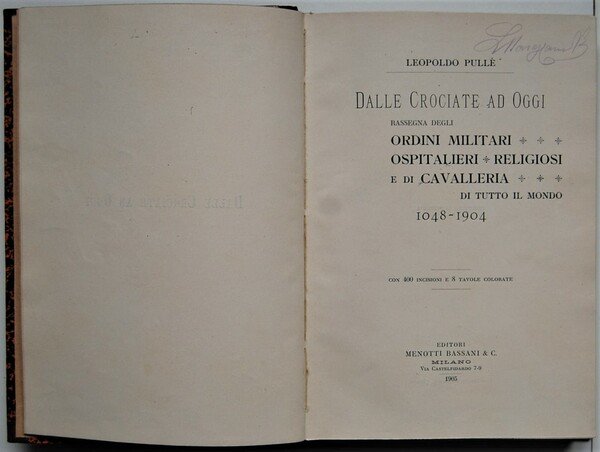 LEOPOLDO PULLÈ
DALLE CROCIATE AD OGGI
RASSEGNA DEGLI
ORDINI MILITARI
OSPITALIERI RELIGIOSI
E DI CAVALLERIA
DI TUTTO IL MONDO
1048-1904
CON 400 INCISIONI E 8 TAVOLE COLORATE
EDITORI
MENOTTI BASSANI & C.
MILANO
VIA CASTELFIDARDO 7-9
1905